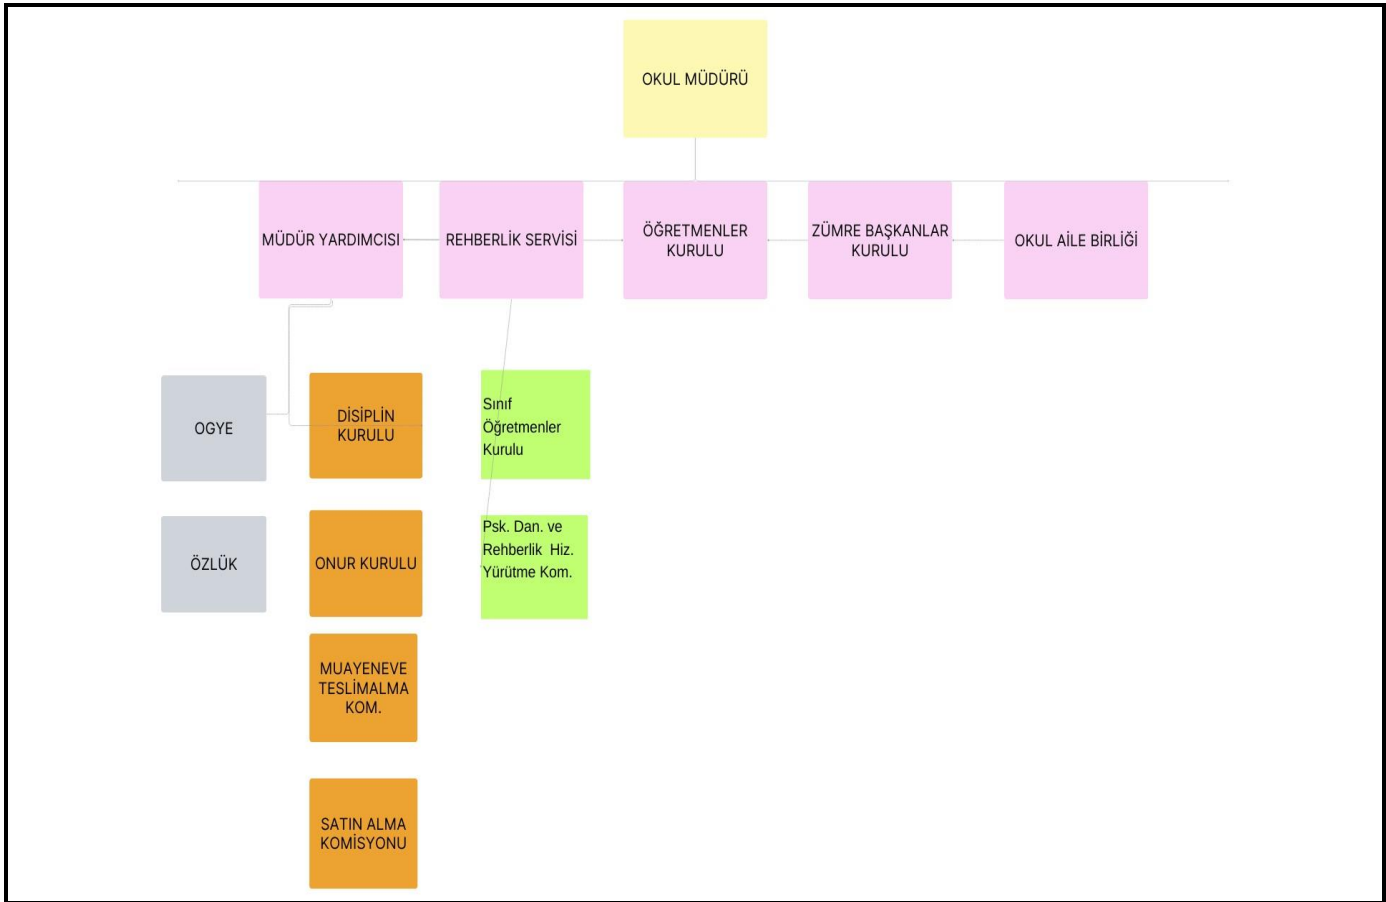 OKUL MÜDÜRÜ
MÜDÜR YARDIMCISI
REHBERLİK SERVİSİ
ÖĞRETMENLER
KURULU
ZÜMRE BAŞKANLAR
KURULU
OKUL AİLE BİRLİĞİ
OGYE
DİSİPLİN
KURULU
Sınıf
Öğretmenler
Kurulu
ÖZLÜK
ONUR KURULU
Psk. Dan. ve
Rehberlik Hiz.
Yürütme Kom.
MUAYENEVE
TESLİMALMA
KOM.
SATIN ALMA
KOMİSYONU